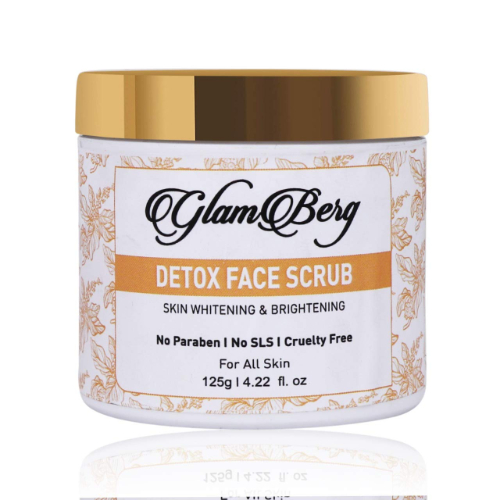 GlamBerg
DETOX FACE SCRUB
SKIN WHITENING & BRIGHTENING
No Paraben I No SLS I Cruelty Free
For All Skin
125g I 4.22 fl. oz